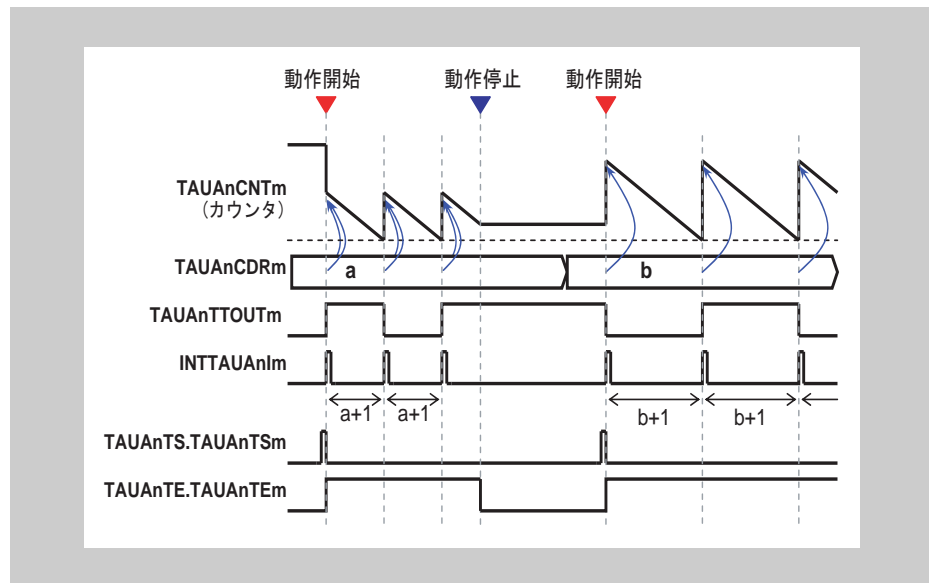 動作開始 動作停止 動作開始
TAUAnCNTm
（カウンタ）
TAUAnCDRm a b
TAUAnTTOUTm
INTTAUAnIm
a+1 a+1 b+1 b+1
TAUAnTS.TAUAnTSm
TAUAnTE.TAUAnTEm